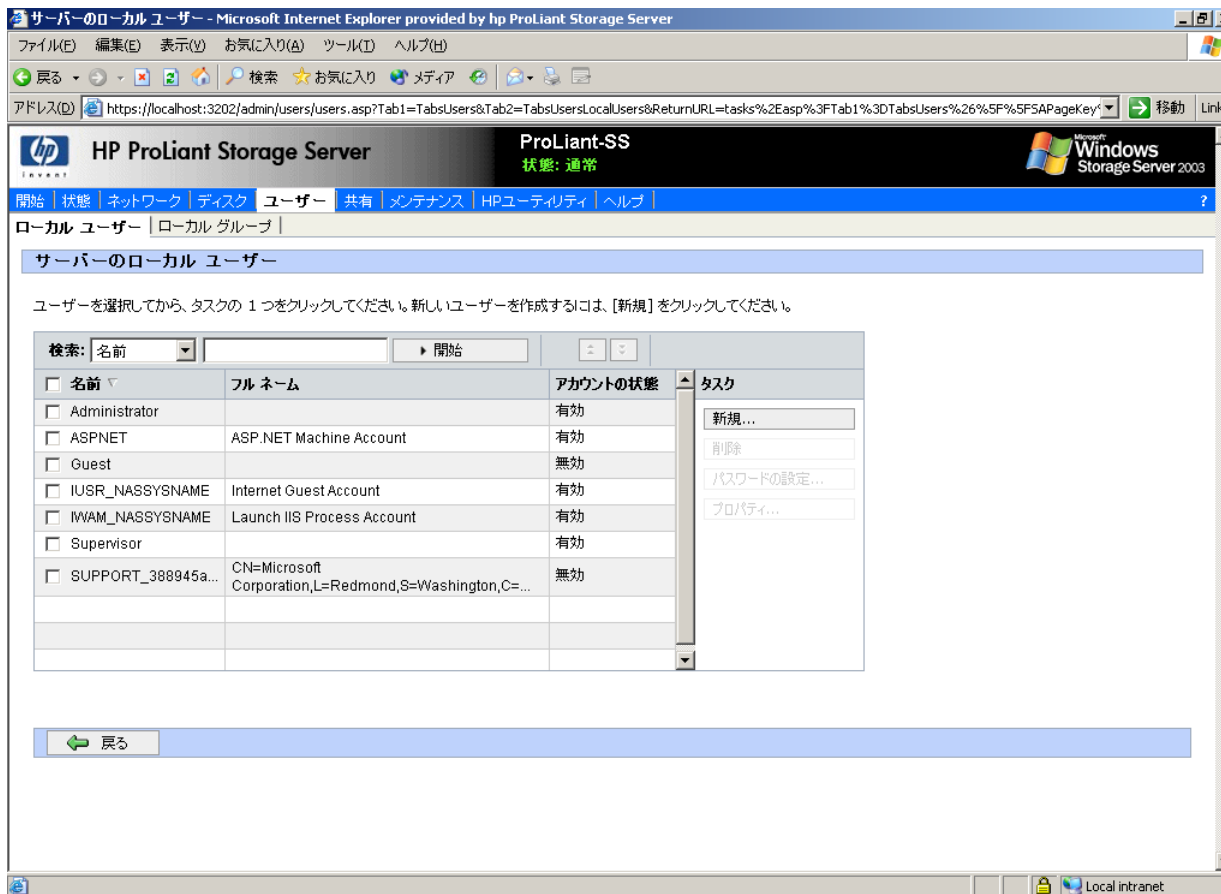 サーバーのローカル ユーザー - Microsoft Internet Explorer provided by hp ProLiant Storage Server
ファイル(F) 編集(E) 表示(V) お気に入り(A) ツール(T) ヘルプ(H)
戻る 検索 お気に入り メディア
アドレス(D) https://localhost:3202/admin/users/users.asp?Tab1=TabsUsers&Tab2=TabsUsersLocalUsers&ReturnURL=tasks%2Easp%3FTab1%3DTabsUsers%26%5F%5FSAPageKey 移動 Link
hp invent HP ProLiant Storage Server
ProLiant-SS
状態: 通常
Microsoft Windows Storage Server 2003
開始 | 状態 | ネットワーク | ディスク | ユーザー | 共有 | メンテナンス | HPユーティリティ | ヘルプ | ?
ローカル ユーザー | ローカル グループ |
サーバーのローカル ユーザー
ユーザーを選択してから、タスクの 1 つをクリックしてください。新しいユーザーを作成するには、[新規] をクリックしてください。
検索: 名前 開始
名前 フル ネーム アカウントの状態 タスク
Administrator 有効
ASPNET ASP.NET Machine Account 有効
Guest 無効
IUSR_NASSYSNAME Internet Guest Account 有効
IWAM_NASSYSNAME Launch IIS Process Account 有効
Supervisor 有効
SUPPORT_388945a... CN=Microsoft Corporation,L=Redmond,S=Washington,C=... 無効
新規...
削除
パスワードの設定...
プロパティ...
戻る
Local intranet